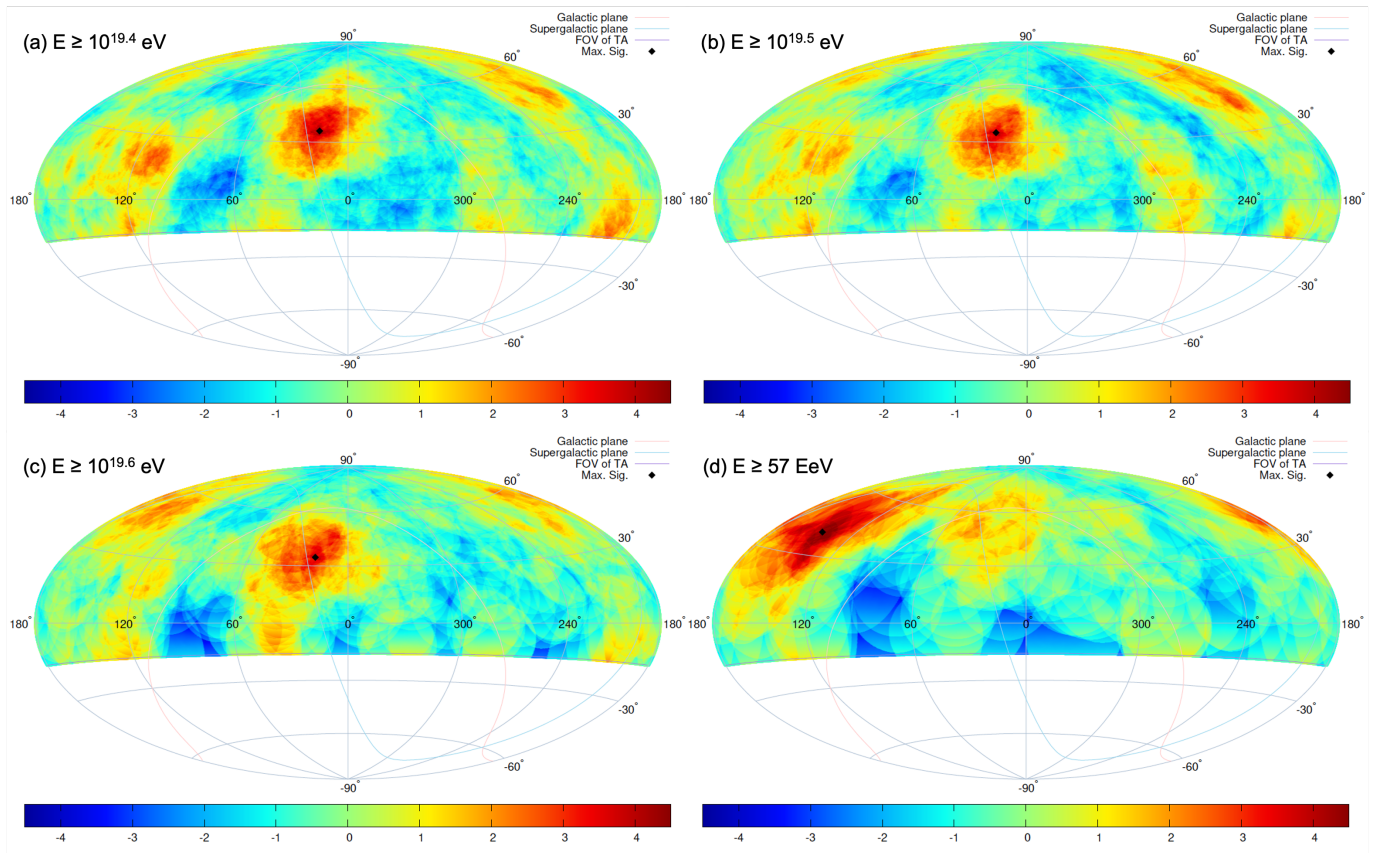 (a) E ≥ 10^19.4 eV
Galactic plane
Supergalactic plane
FOV of TA
Max. Sig.
90°
60°
30°
180° 120° 60° 0° 300° 240° 180°
-30°
-60°
-90°
-4 -3 -2 -1 0 1 2 3 4
(b) E ≥ 10^19.5 eV
Galactic plane
Supergalactic plane
FOV of TA
Max. Sig.
90°
60°
30°
180° 120° 60° 0° 300° 240° 180°
-30°
-60°
-90°
-4 -3 -2 -1 0 1 2 3 4
(c) E ≥ 10^19.6 eV
Galactic plane
Supergalactic plane
FOV of TA
Max. Sig.
90°
60°
30°
180° 120° 60° 0° 300° 240° 180°
-30°
-60°
-90°
-4 -3 -2 -1 0 1 2 3 4
(d) E ≥ 57 EeV
Galactic plane
Supergalactic plane
FOV of TA
Max. Sig.
90°
60°
30°
180° 120° 60° 0° 300° 240° 180°
-30°
-60°
-90°
-4 -3 -2 -1 0 1 2 3 4